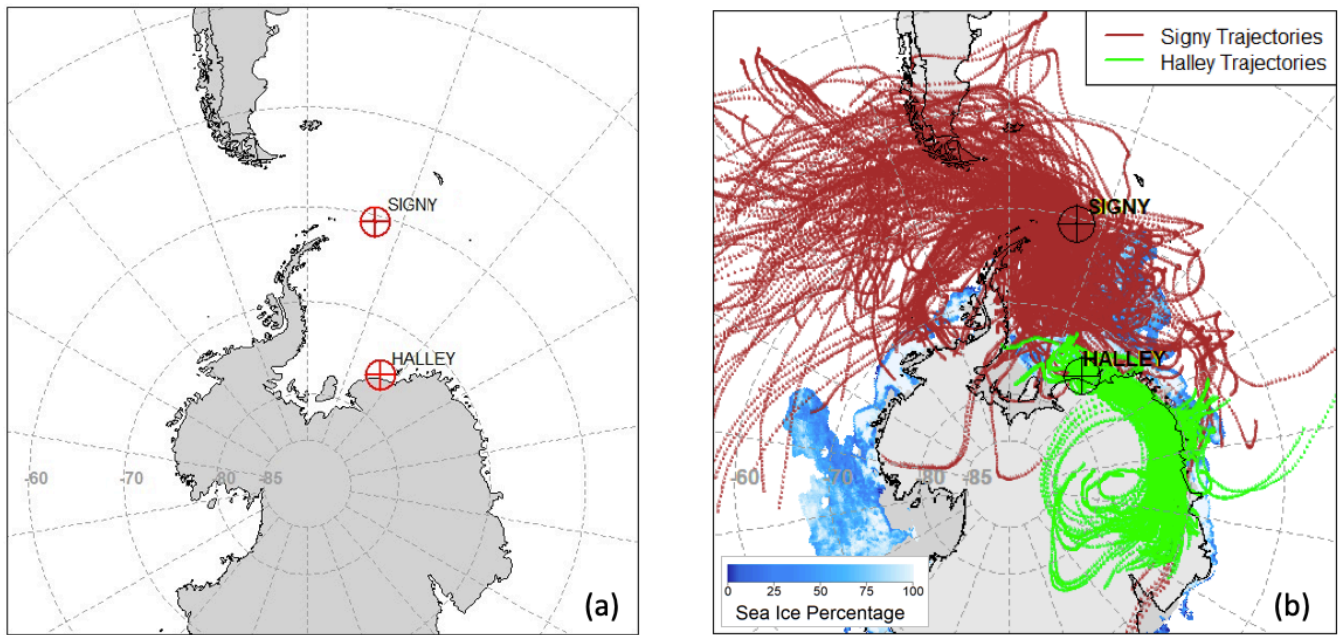 SIGNY
HALLEY
-60
-70
-80
-85
(a)
Signy Trajectories
Halley Trajectories
SIGNY
HALLEY
-60
-70
-80
-85
0
25
50
75
100
Sea Ice Percentage
(b)